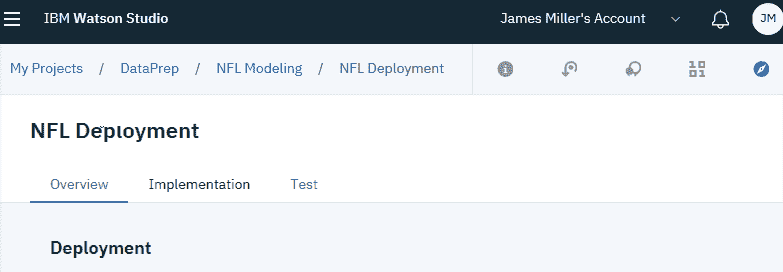 IBM Watson Studio James Miller's Account JM
My Projects / DataPrep / NFL Modeling / NFL Deployment
NFL Deployment
Overview Implementation Test
Deployment